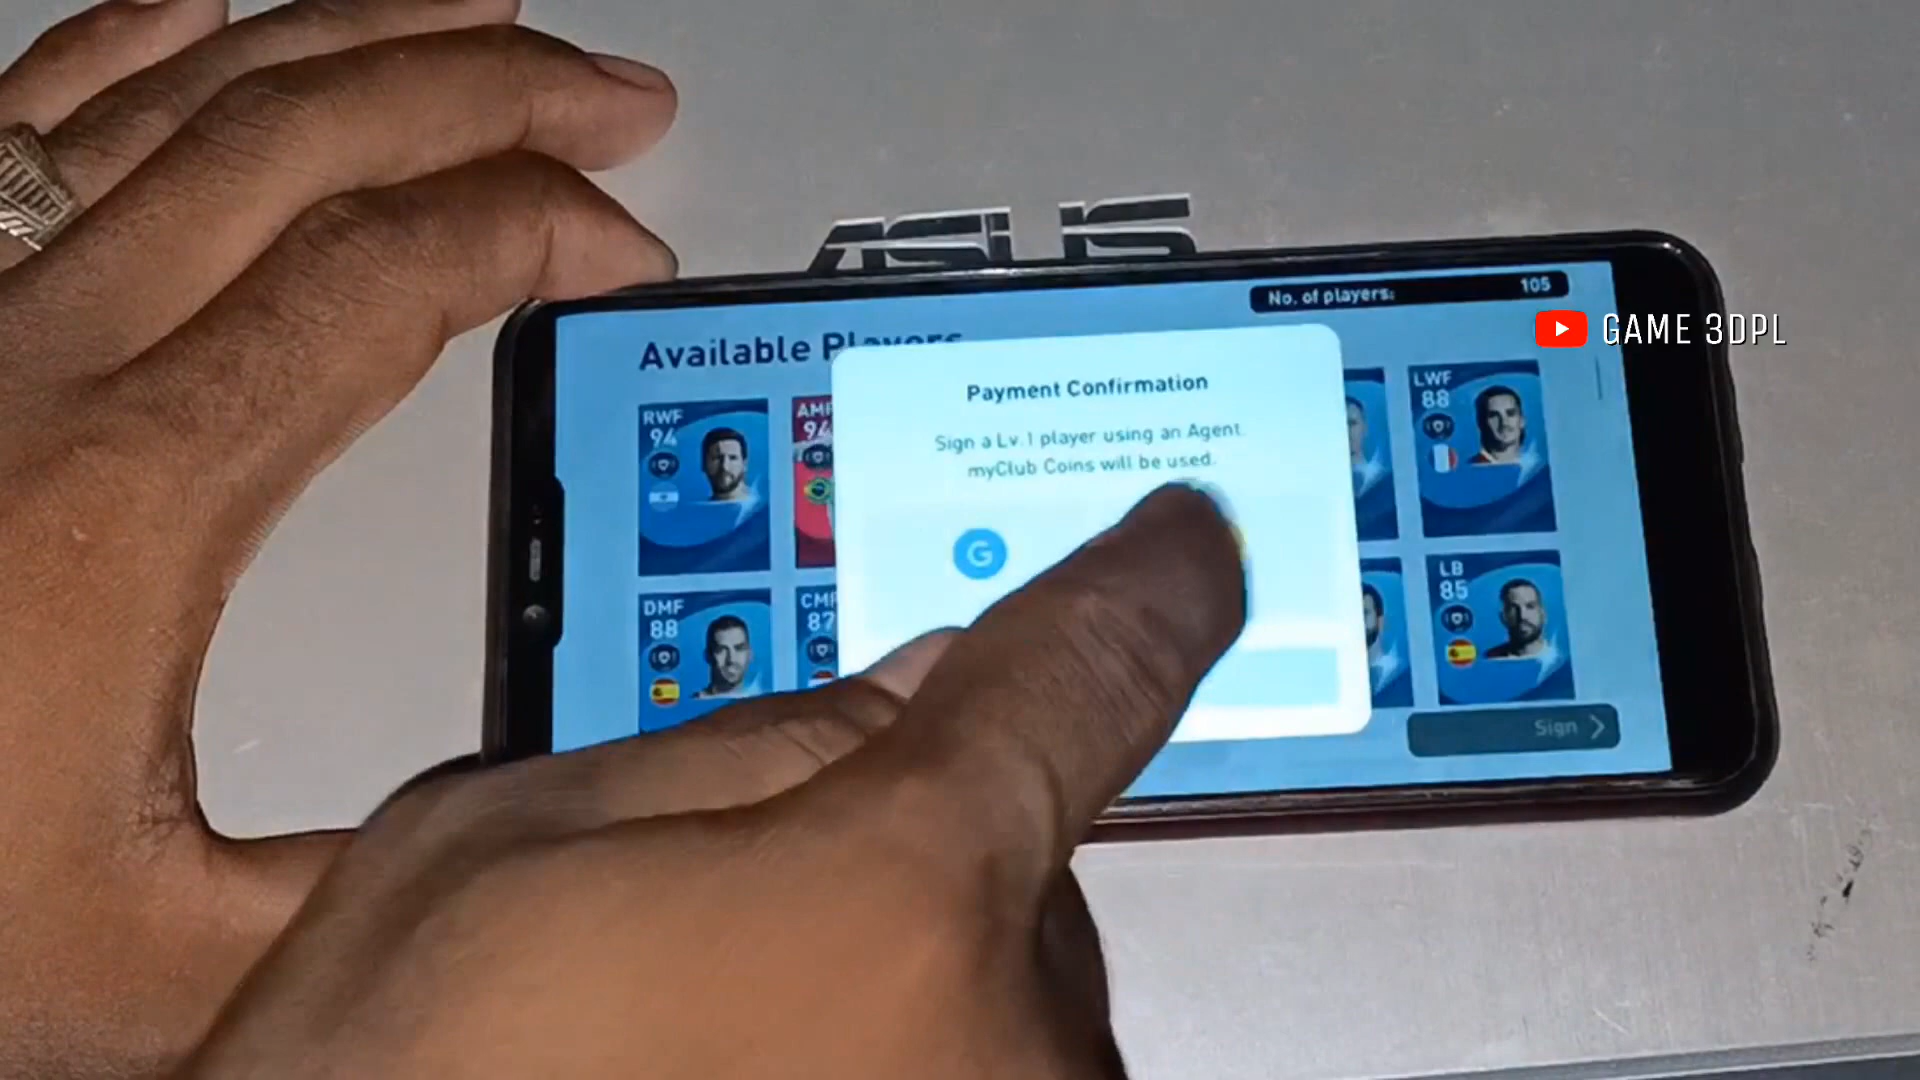 ASUS
No. of players: 105
GAME 3DPL
Available Players
Payment Confirmation
Sign a Lv.1 player using an Agent.
myClub Coins will be used.
G
RWF
94
AMF
94
LWF
88
DMF
88
CMF
87
LB
85
Sign